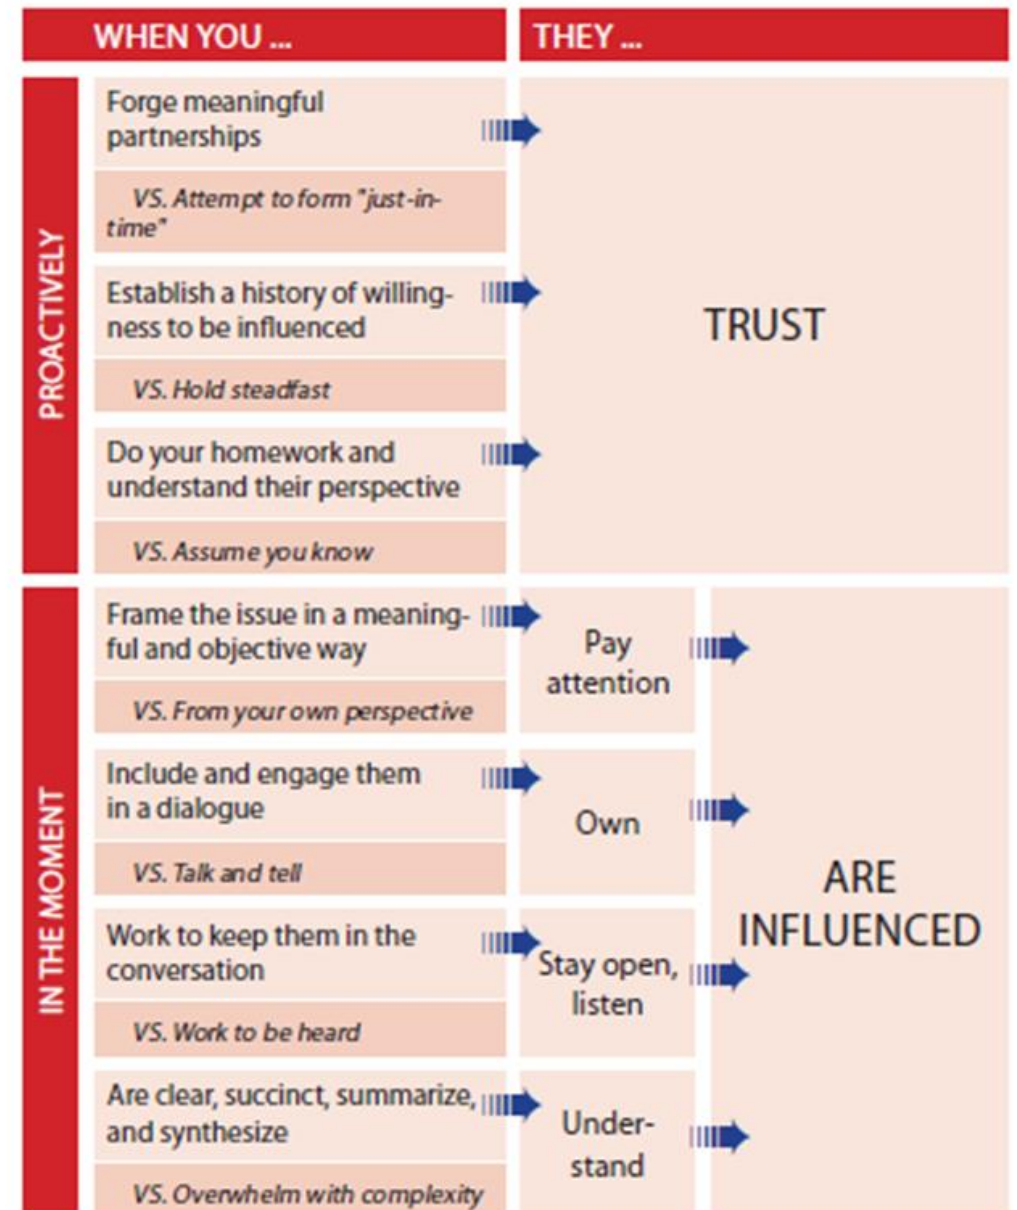 WHEN YOU ...
THEY ...
PROACTIVELY
Forge meaningful
partnerships
VS. Attempt to form "just-in-
time"
Establish a history of willing-
ness to be influenced
VS. Hold steadfast
Do your homework and
understand their perspective
VS. Assume you know
TRUST
IN THE MOMENT
Frame the issue in a meaning-
ful and objective way
VS. From your own perspective
Pay
attention
Include and engage them
in a dialogue
VS. Talk and tell
Own
Work to keep them in the
conversation
VS. Work to be heard
Stay open,
listen
Are clear, succinct, summarize,
and synthesize
VS. Overwhelm with complexity
Under-
stand
ARE
INFLUENCED